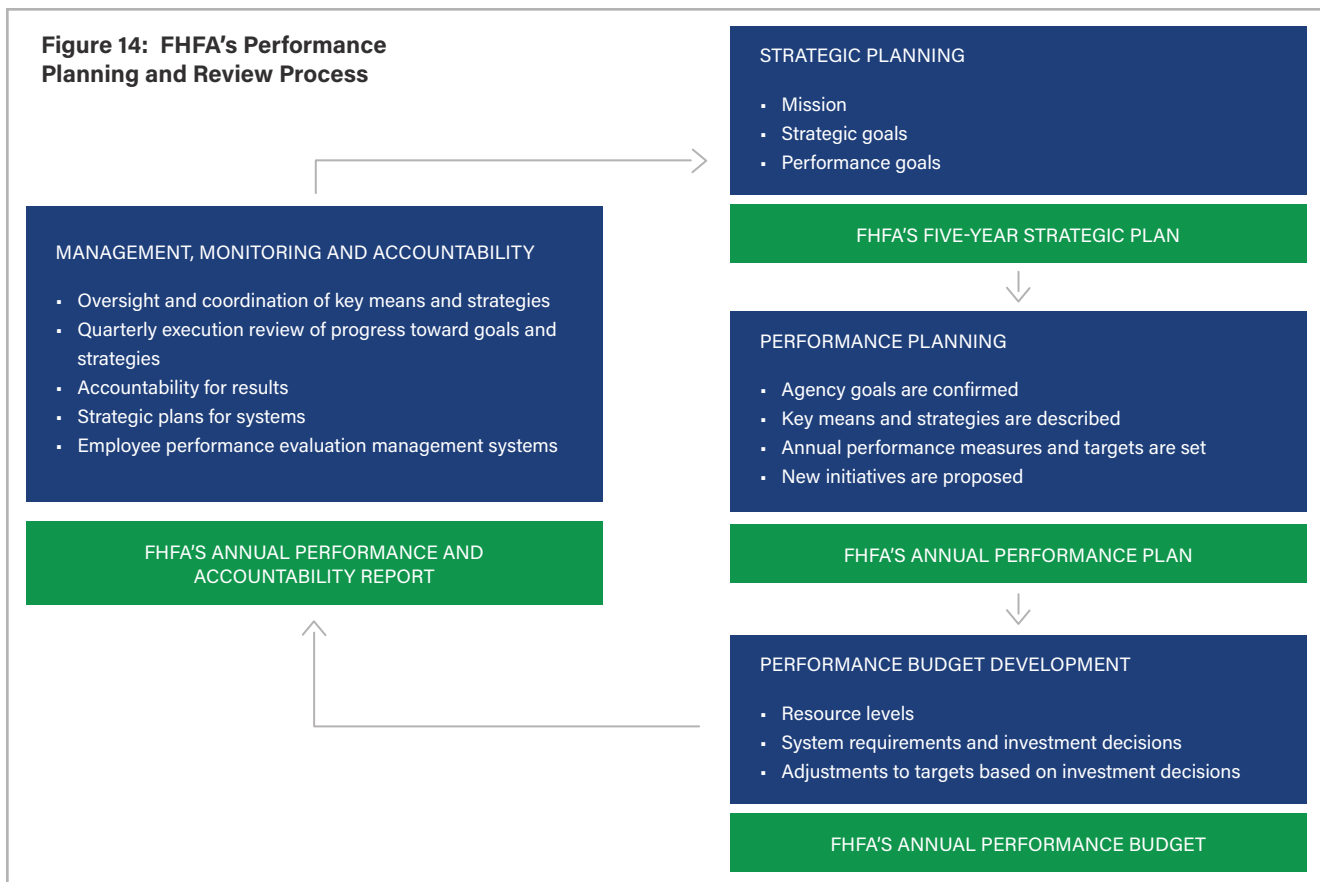 Figure 14:  FHFA's Performance
Planning and Review Process
STRATEGIC PLANNING
▪ Mission
▪ Strategic goals
▪ Performance goals
FHFA'S FIVE-YEAR STRATEGIC PLAN
PERFORMANCE PLANNING
▪ Agency goals are confirmed
▪ Key means and strategies are described
▪ Annual performance measures and targets are set
▪ New initiatives are proposed
FHFA'S ANNUAL PERFORMANCE PLAN
PERFORMANCE BUDGET DEVELOPMENT
▪ Resource levels
▪ System requirements and investment decisions
▪ Adjustments to targets based on investment decisions
FHFA'S ANNUAL PERFORMANCE BUDGET
MANAGEMENT, MONITORING AND ACCOUNTABILITY
▪ Oversight and coordination of key means and strategies
▪ Quarterly execution review of progress toward goals and
strategies
▪ Accountability for results
▪ Strategic plans for systems
▪ Employee performance evaluation management systems
FHFA'S ANNUAL PERFORMANCE AND
ACCOUNTABILITY REPORT